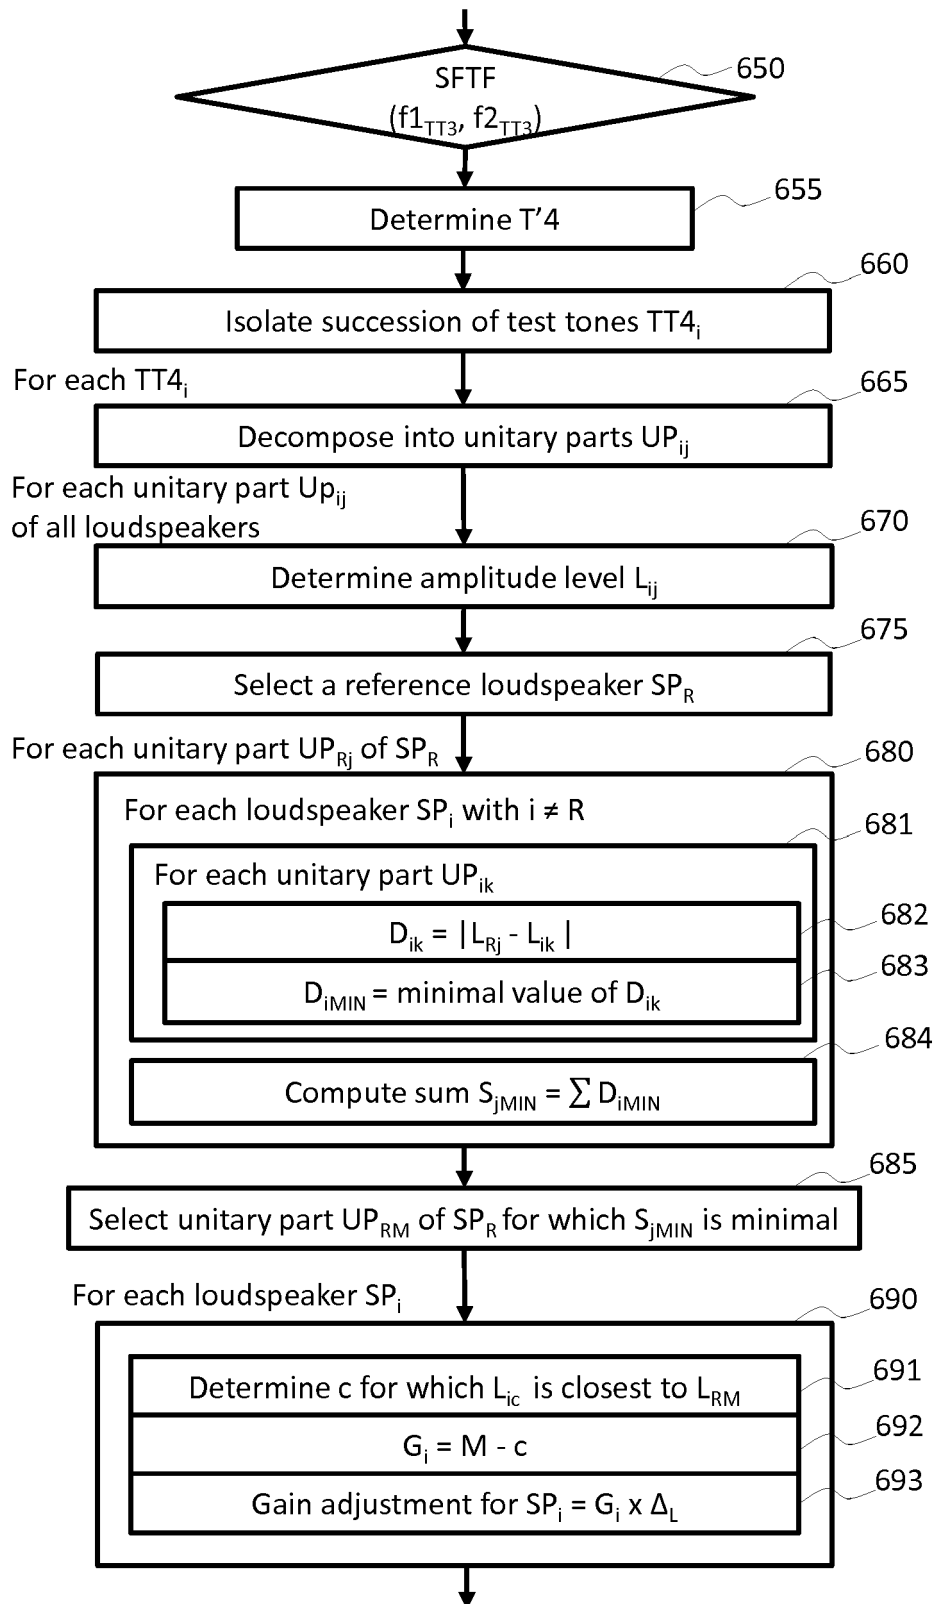 SFTF
650
(f1TT3, f2TT3)
655
Determine T'4
660
Isolate succession of test tones TT4i
For each TT4i
665
Decompose into unitary parts UPij
For each unitary part Upij
of all loudspeakers
670
Determine amplitude level Lij
675
Select a reference loudspeaker SPR
For each unitary part UPRj of SPR
680
For each loudspeaker SPi with i ≠ R
681
For each unitary part UPik
682
Dik = |LRj - Lik |
683
DiMIN = minimal value of Dik
684
Compute sum SjMIN = ∑ DiMIN
685
Select unitary part UPRM of SPR for which SjMIN is minimal
For each loudspeaker SPi
690
691
Determine c for which Lic is closest to LRM
692
Gi = M - c
693
Gain adjustment for SPi = Gi x ΔL